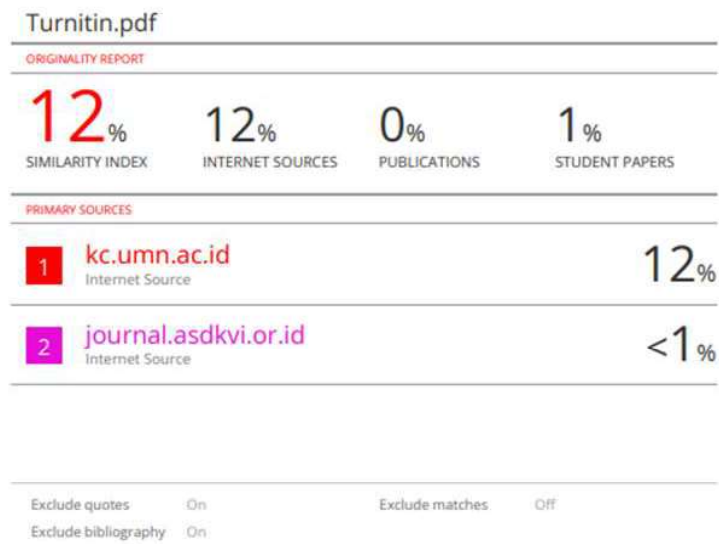 Turnitin.pdf
ORIGINALITY REPORT
12% 12% 0% 1%
SIMILARITY INDEX INTERNET SOURCES PUBLICATIONS STUDENT PAPERS
PRIMARY SOURCES
1 kc.umn.ac.id 12%
Internet Source
2 journal.asdkvi.or.id <1%
Internet Source
Exclude quotes On Exclude matches Off
Exclude bibliography On